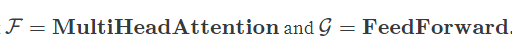 ℱ = MultiHeadAttention and 𝒢 = FeedForward.